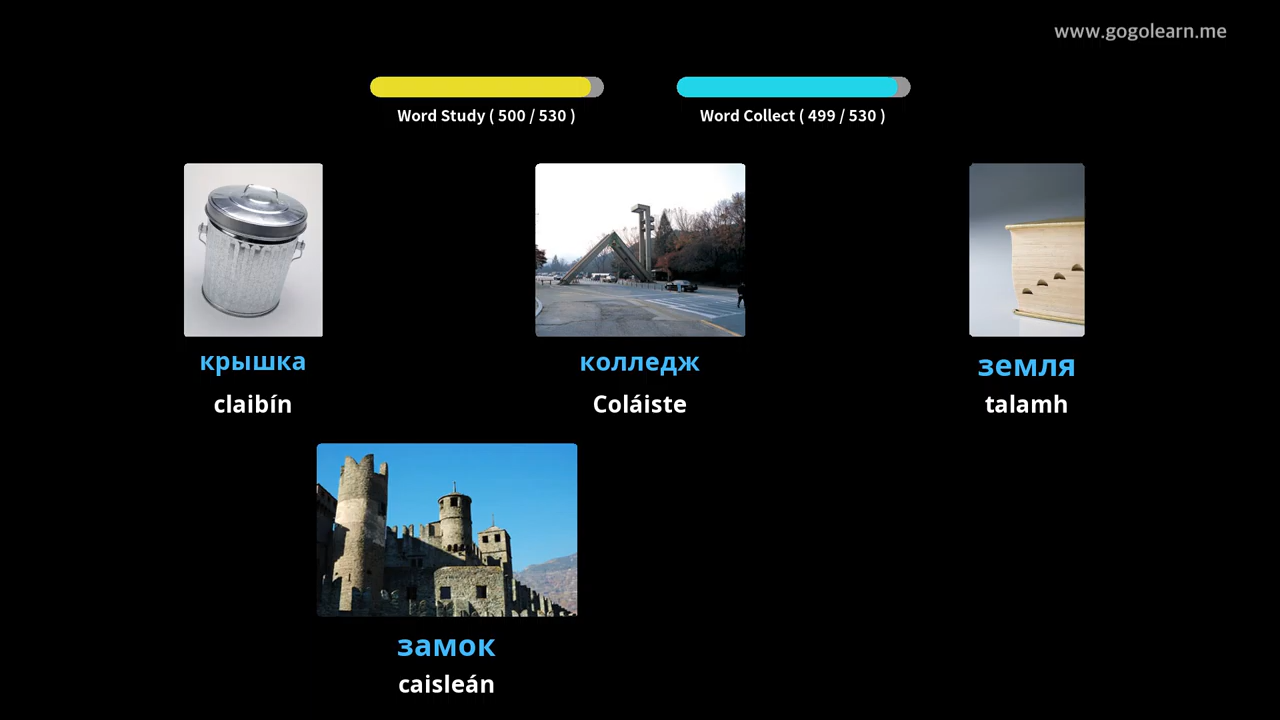 www.gogolearn.me
Word Study ( 500 / 530 )
Word Collect ( 499 / 530 )
крышка
колледж
земля
claibín
Coláiste
talamh
замок
caisleán